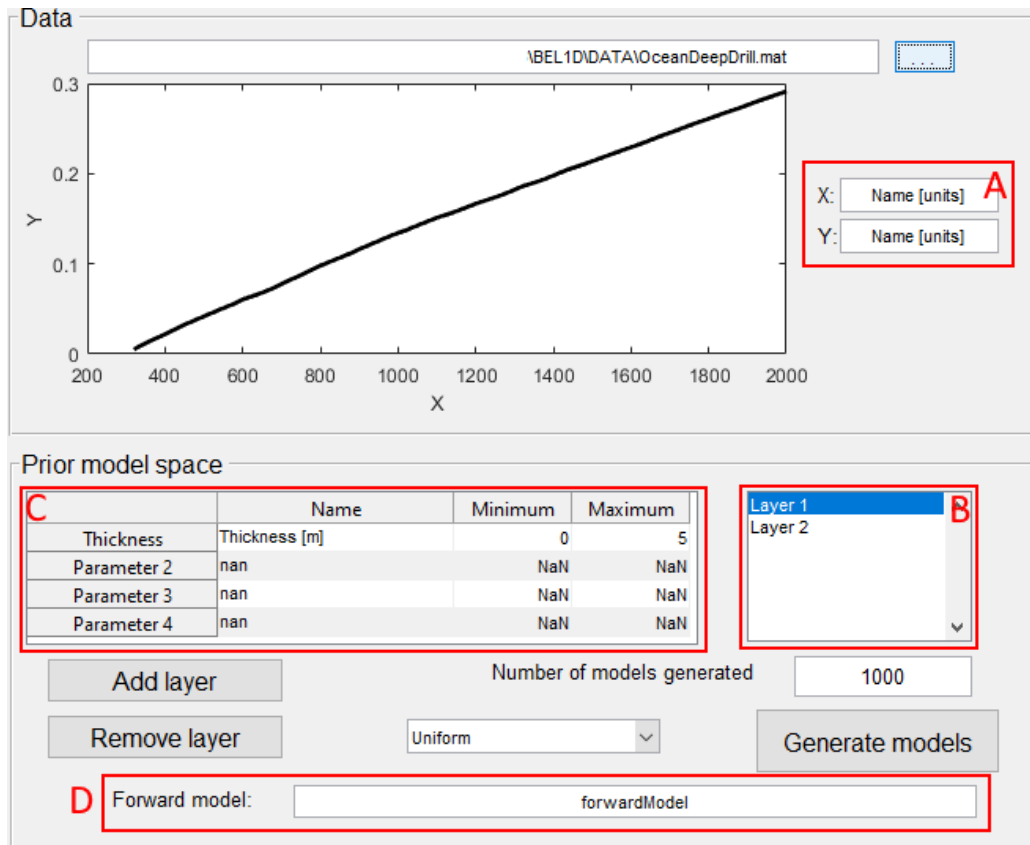 Data
\BEL1D\DATA\OceanDeepDrill.mat
...
0.3
0.2
0.1
0
Y
200 400 600 800 1000 1200 1400 1600 1800 2000
X
A
X: Name [units]
Y: Name [units]
Prior model space
C
Name Minimum Maximum
Thickness Thickness [m] 0 5
Parameter 2 nan NaN NaN
Parameter 3 nan NaN NaN
Parameter 4 nan NaN NaN
B
Layer 1
Layer 2
Add layer
Number of models generated 1000
Remove layer
Uniform
Generate models
D
Forward model: forwardModel